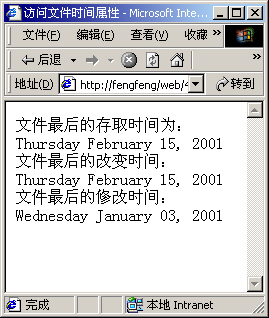 访问文件时间属性 - Microsoft Inte...
文件(F) 编辑(E) 查看(V) 收藏 »
后退 »
地址(D) http://fengfeng/web/ 转到
文件最后的存取时间为:
Thursday February 15, 2001
文件最后的改变时间:
Thursday February 15, 2001
文件最后的修改时间:
Wednesday January 03, 2001
完成 本地 Intranet